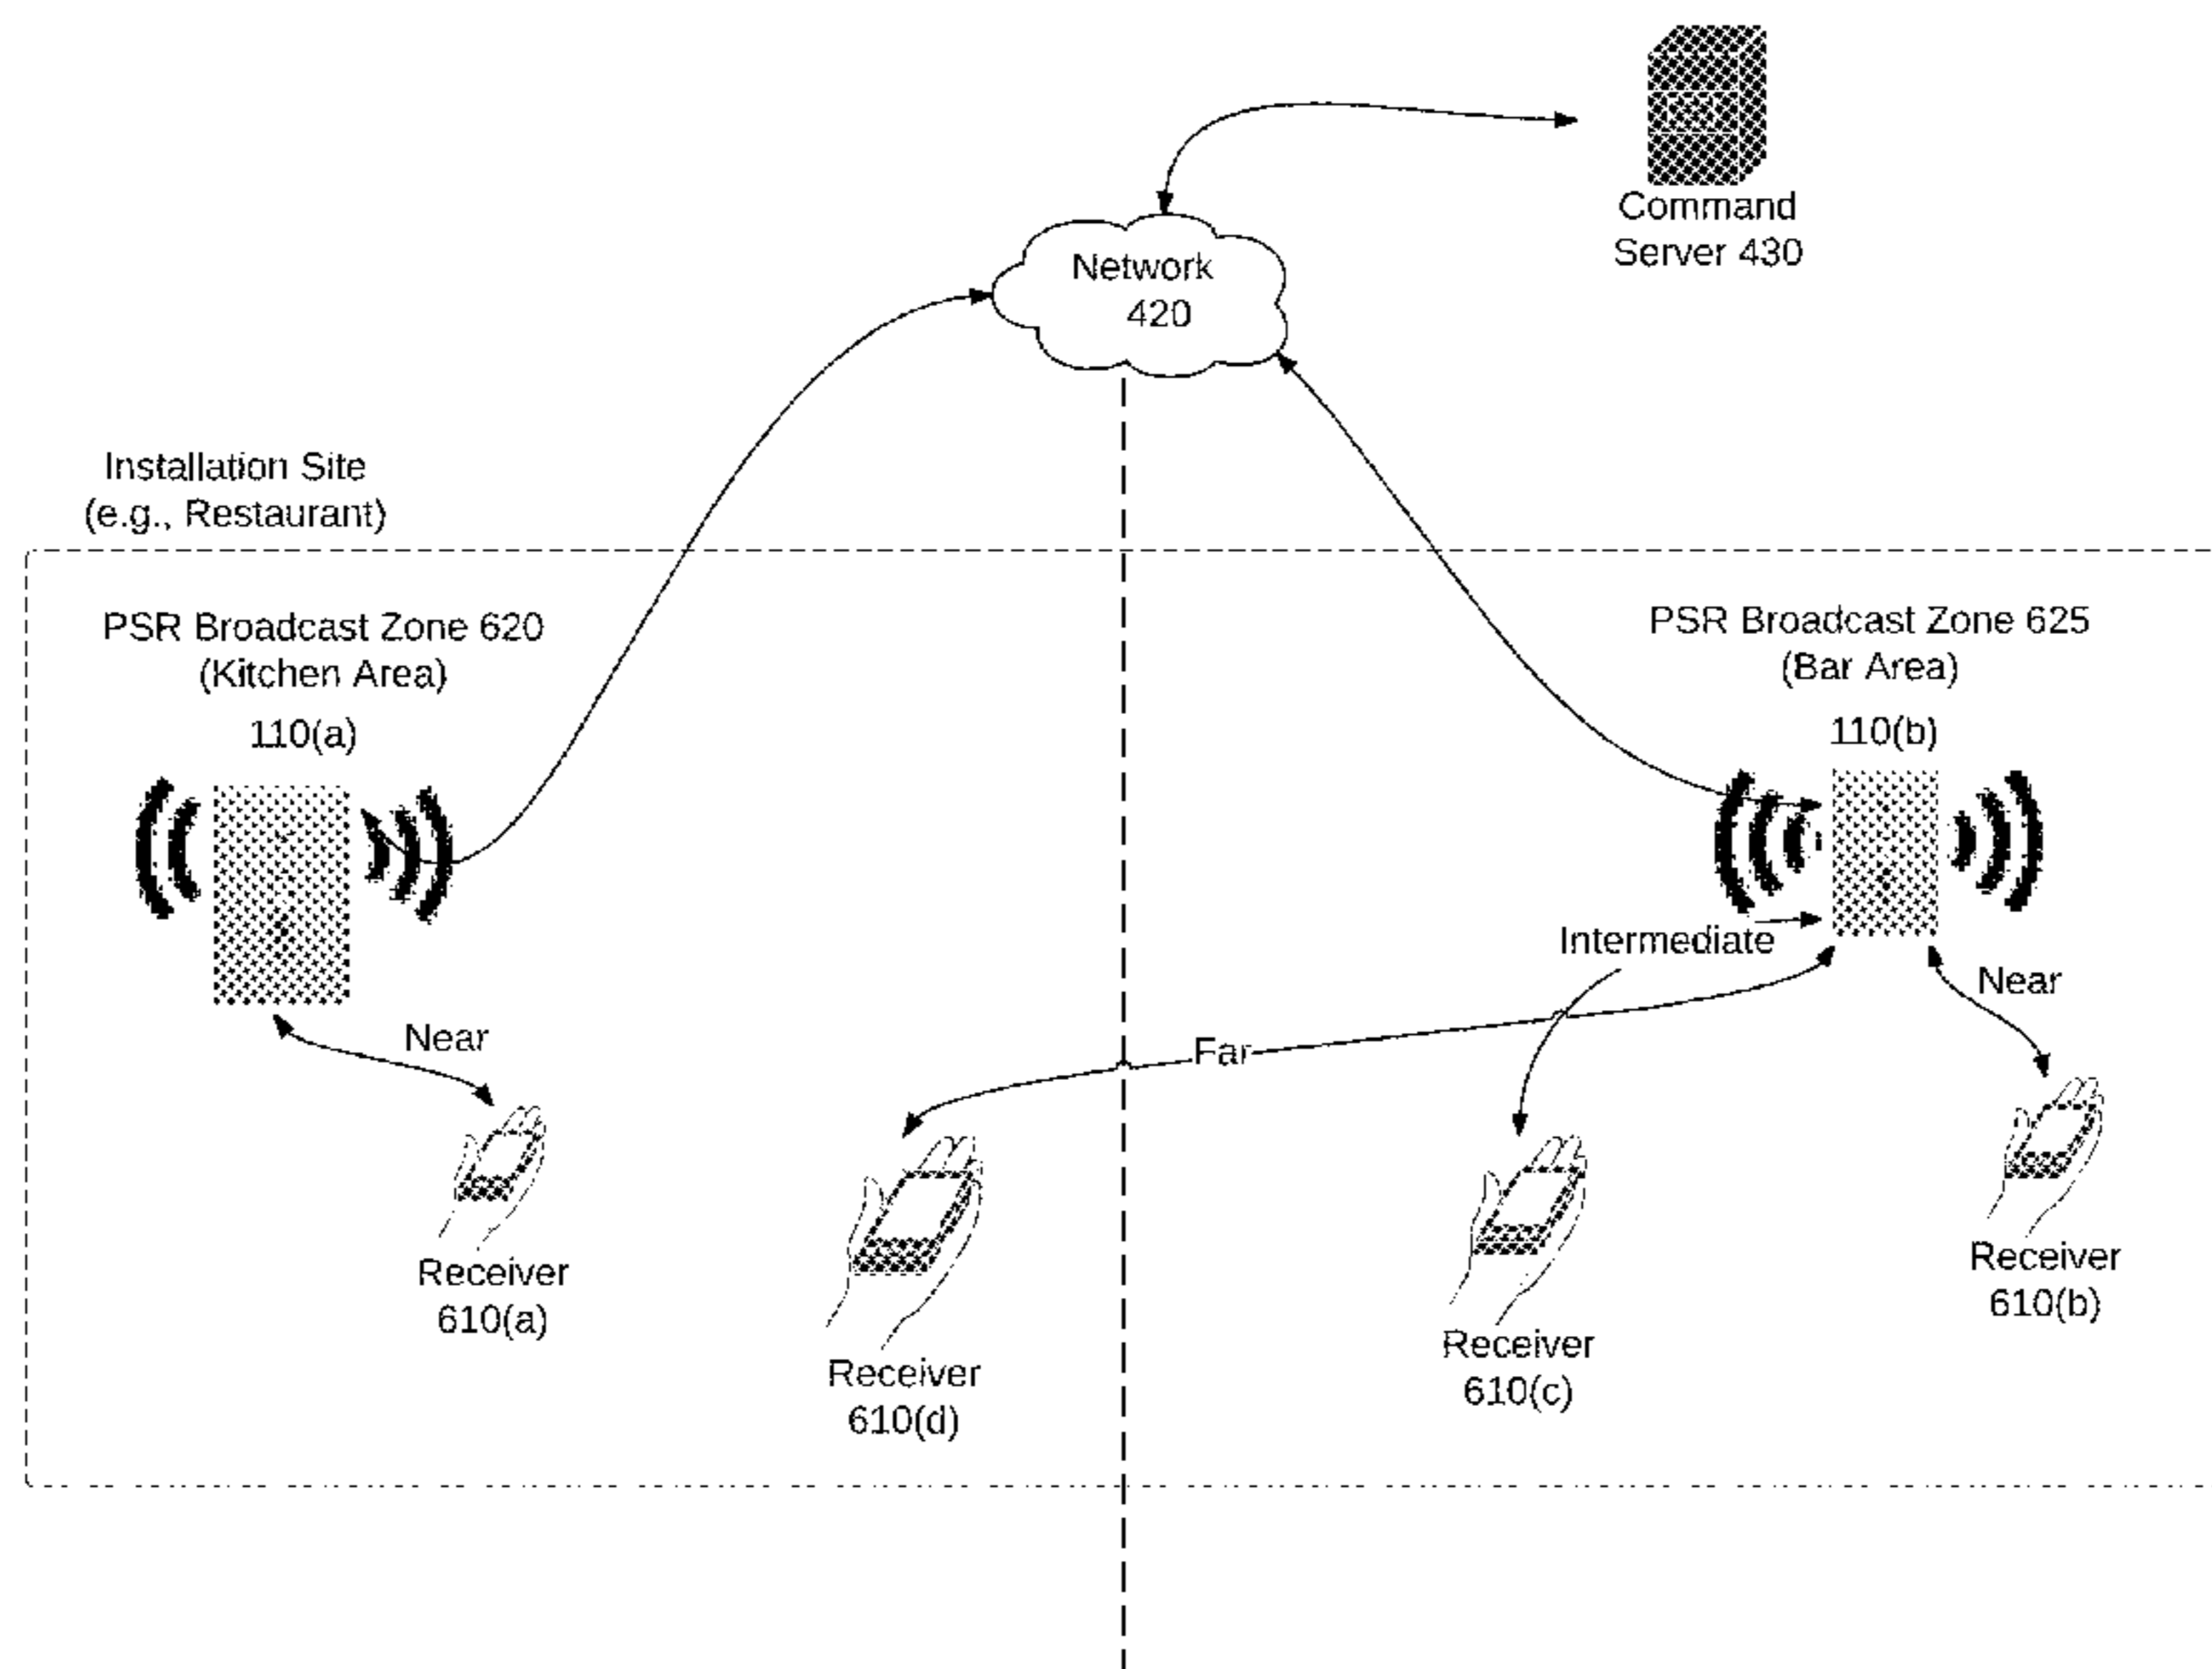 Command
Server 430
Network
420
Installation Site
(e.g., Restaurant)
PSR Broadcast Zone 620
(Kitchen Area)
110(a)
PSR Broadcast Zone 625
(Bar Area)
110(b)
Intermediate
Near
Near
Far
Receiver
610(a)
Receiver
610(d)
Receiver
610(c)
Receiver
610(b)